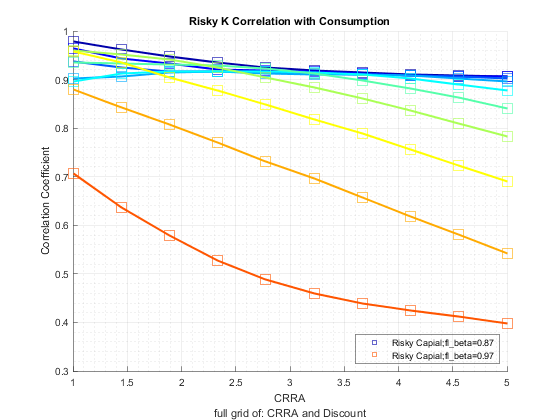 Risky K Correlation with Consumption
1
0.9
0.8
0.7
0.6
0.5
0.4
0.3
Correlation Coefficient
Risky Capial;fl_beta=0.87
Risky Capial;fl_beta=0.97
1 1.5 2 2.5 3 3.5 4 4.5 5
CRRA
full grid of: CRRA and Discount